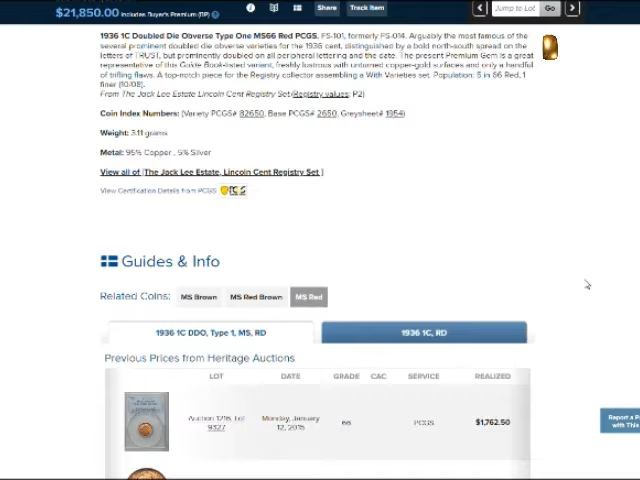 $21,850.00 Includes Buyer's Premium (BP)
Share
Track Item
Jump to Lot
Go
1936 1C Doubled Die Obverse Type One MS66 Red PCGS. FS-101, formerly FS-014. Arguably the most famous of the
several prominent doubled die obverse varieties for the 1936 cent, distinguished by a bold north-south spread on the
letters of TRUST, but prominently doubled on all peripheral lettering and the date. The present Premium Gem is a great
representative of this Guide Book-listed variant, freshly lustrous with untoned copper-gold surfaces and only a handful
of trifling flaws. A top-notch piece for the Registry collector assembling a With Varieties set. Population: 5 in 66 Red, 1
finer (10/08).
From The Jack Lee Estate Lincoln Cent Registry Set (Registry values: P2)
Coin Index Numbers: (Variety PCGS# 82650, Base PCGS# 2650, Greysheet# 1954)
Weight: 3.11 grams
Metal: 95% Copper , 5% Silver
View all of [The Jack Lee Estate, Lincoln Cent Registry Set ]
View Certification Details from PCGS
Guides & Info
Related Coins: MS Brown MS Red Brown MS Red
1936 1C DDO, Type 1, MS, RD
1936 1C, RD
Previous Prices from Heritage Auctions
LOT DATE GRADE CAC SERVICE REALIZED
Auction 1216, Lot
9327
Monday, January
12, 2015
66
PCGS
$1,762.50
Report a P
with This